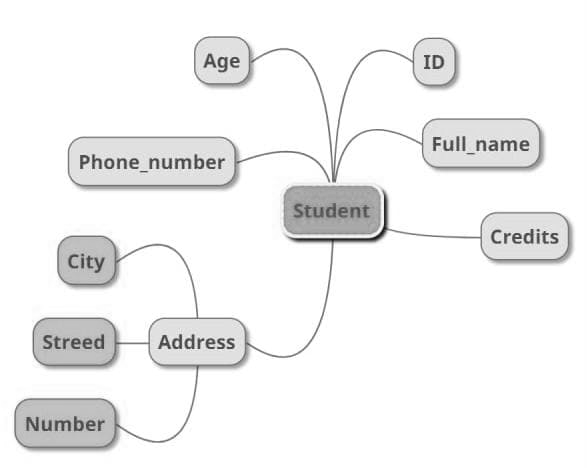 Age
ID
Phone_number
Full_name
Student
Credits
City
Streed
Address
Number